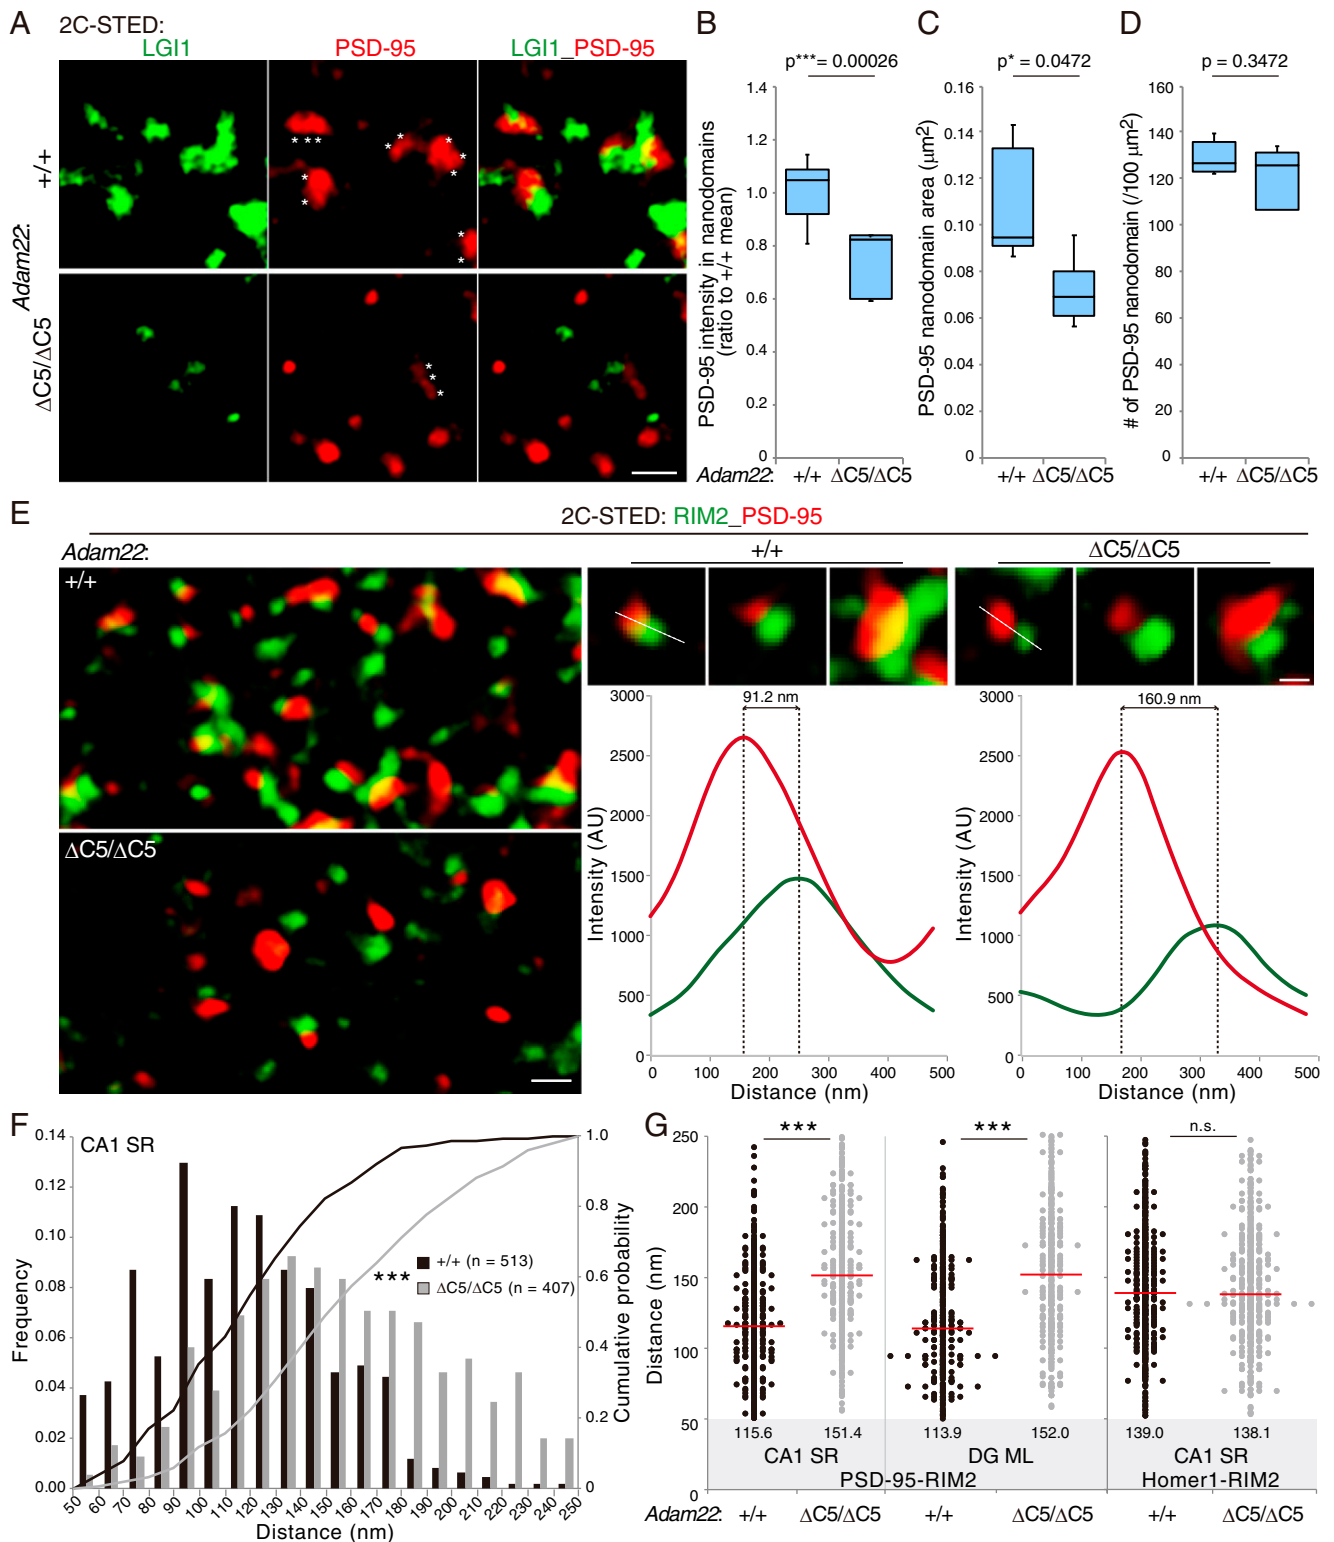 A
2C-STED:
LGI1 PSD-95 LGI1_PSD-95
Adam22:
+/+
ΔC5/ΔC5
* * *
* *
* *
* *
* *
* *
* * *
B
p***= 0.00026
PSD-95 intensity in nanodomains
(ratio to +/+ mean)
1.4
1.2
1.0
0.8
0.6
0.4
0.2
0
Adam22: +/+ ΔC5/ΔC5
C
p*= 0.0472
PSD-95 nanodomain area (μm2)
0.16
0.14
0.12
0.10
0.08
0.06
0.04
0.02
0
+/+ ΔC5/ΔC5
D
p = 0.3472
# of PSD-95 nanodomain (/100 μm2)
160
140
120
100
80
60
40
20
0
+/+ ΔC5/ΔC5
E
2C-STED: RIM2_PSD-95
Adam22:
+/+
ΔC5/ΔC5
+/+
ΔC5/ΔC5
91.2 nm
Intensity (AU)
3000
2500
2000
1500
1000
500
0
0 100 200 300 400 500
Distance (nm)
160.9 nm
Intensity (AU)
3000
2500
2000
1500
1000
500
0
0 100 200 300 400 500
Distance (nm)
F
CA1 SR
Frequency
0.14
0.12
0.10
0.08
0.06
0.04
0.02
0.00
Cumulative probability
1.0
0.8
0.6
0.4
0.2
0
+/+ (n = 513)
***
ΔC5/ΔC5 (n = 407)
50 60 70 80 90 100 110 120 130 140 150 160 170 180 190 200 210 220 230 240 250
Distance (nm)
G
*** *** n.s.
Distance (nm)
250
200
150
100
50
0
115.6 151.4 113.9 152.0 139.0 138.1
CA1 SR DG ML CA1 SR
PSD-95-RIM2 Homer1-RIM2
Adam22: +/+ ΔC5/ΔC5 +/+ ΔC5/ΔC5 +/+ ΔC5/ΔC5